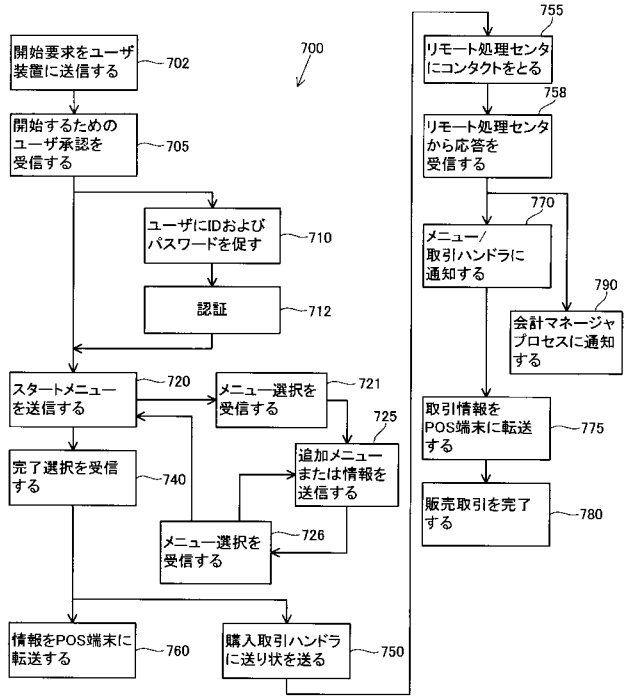 700
開始要求をユーザ
装置に送信する
702
開始するための
ユーザ承認を
受信する
705
ユーザにIDおよび
パスワードを促す
710
認証
712
スタートメニュー
を送信する
720
メニュー選択を
受信する
721
追加メニュー
または情報を
送信する
725
メニュー選択を
受信する
726
完了選択を受信
する
740
情報をPOS端末に
転送する
760
購入取引ハンドラ
に送り状を送る
750
755
リモート処理センタ
にコンタクトをとる
758
リモート処理センタ
から応答を
受信する
770
メニュー/
取引ハンドラに
通知する
790
会計マネージャ
プロセスに通知
する
取引情報を
POS端末に転送
する
775
販売取引を完了
する
780